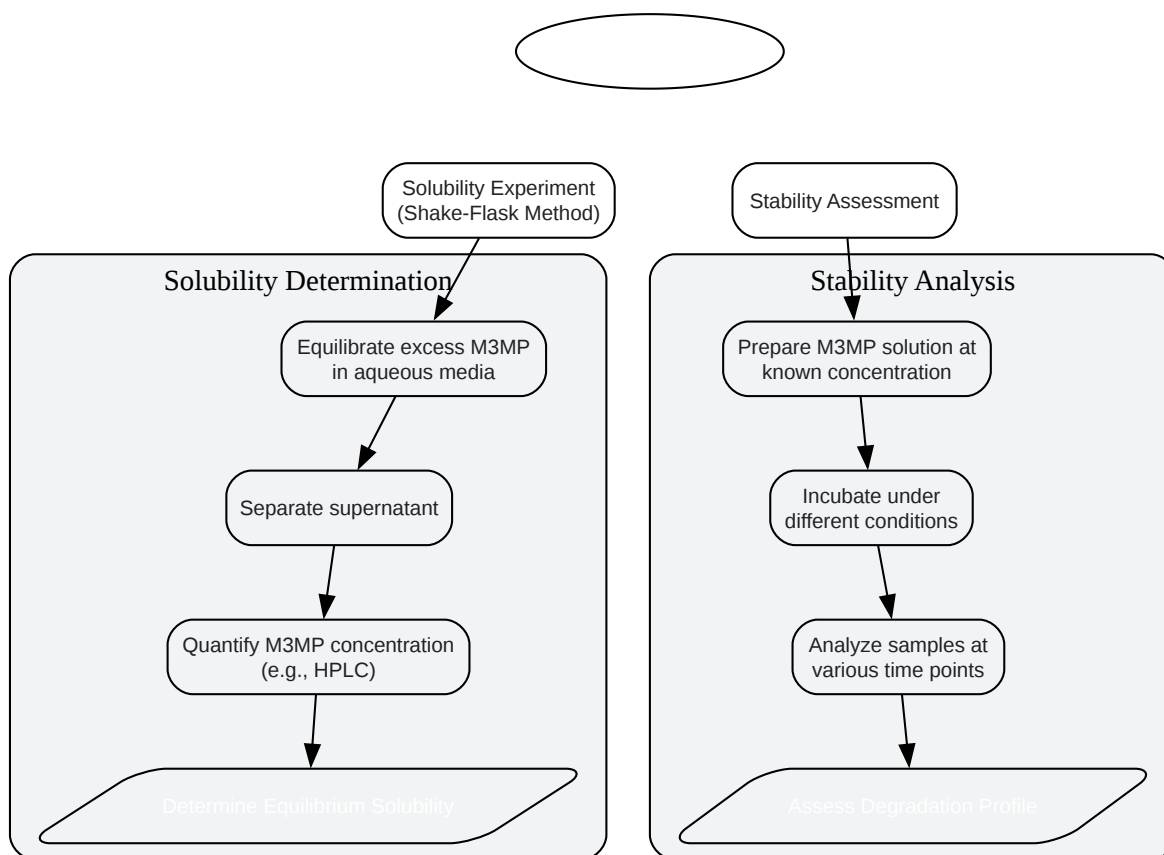 Solubility Experiment
(Shake-Flask Method)
Stability Assessment
Solubility Determination
Stability Analysis
Equilibrate excess M3MP
in aqueous media
Prepare M3MP solution at
known concentration
Separate supernatant
Incubate under
different conditions
Quantify M3MP concentration
(e.g., HPLC)
Analyze samples at
various time points
Determine Equilibrium Solubility
Assess Degradation Profile